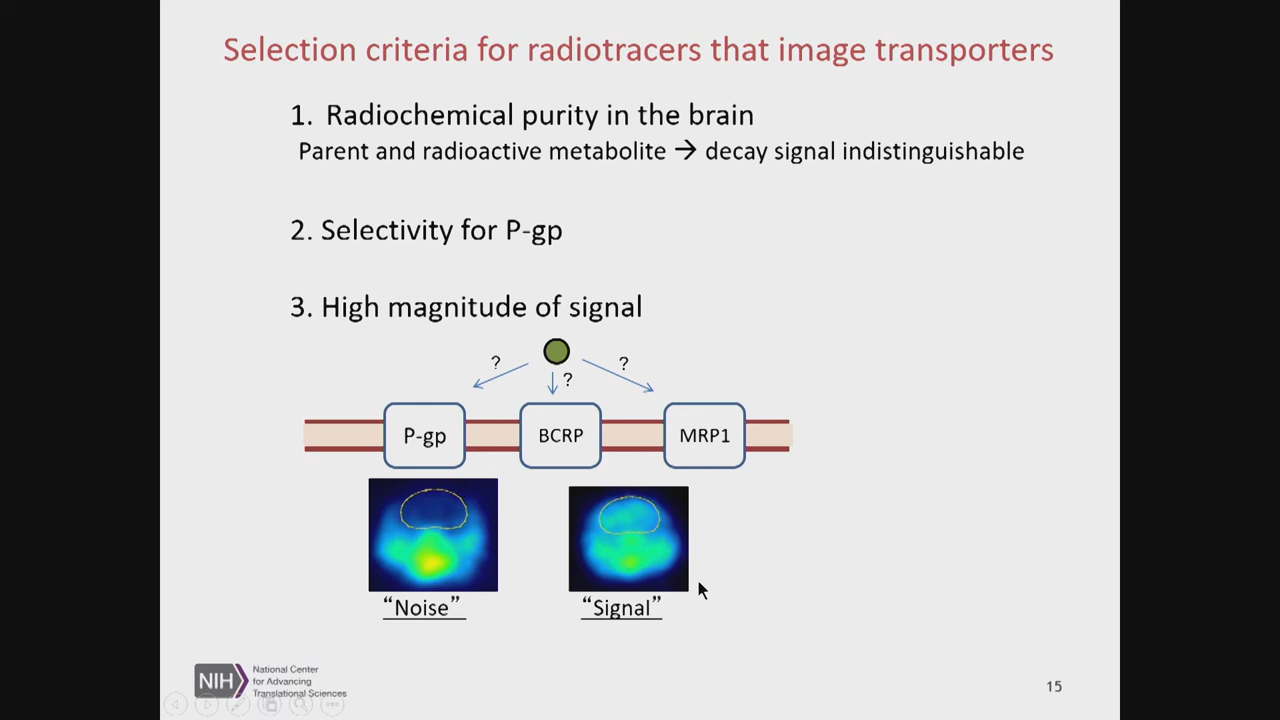 Selection criteria for radiotracers that image transporters
1. Radiochemical purity in the brain
Parent and radioactive metabolite → decay signal indistinguishable
2. Selectivity for P-gp
3. High magnitude of signal
? ? ?
P-gp BCRP MRP1
“Noise” “Signal”
NIH
National Center
for Advancing
Translational Sciences
15